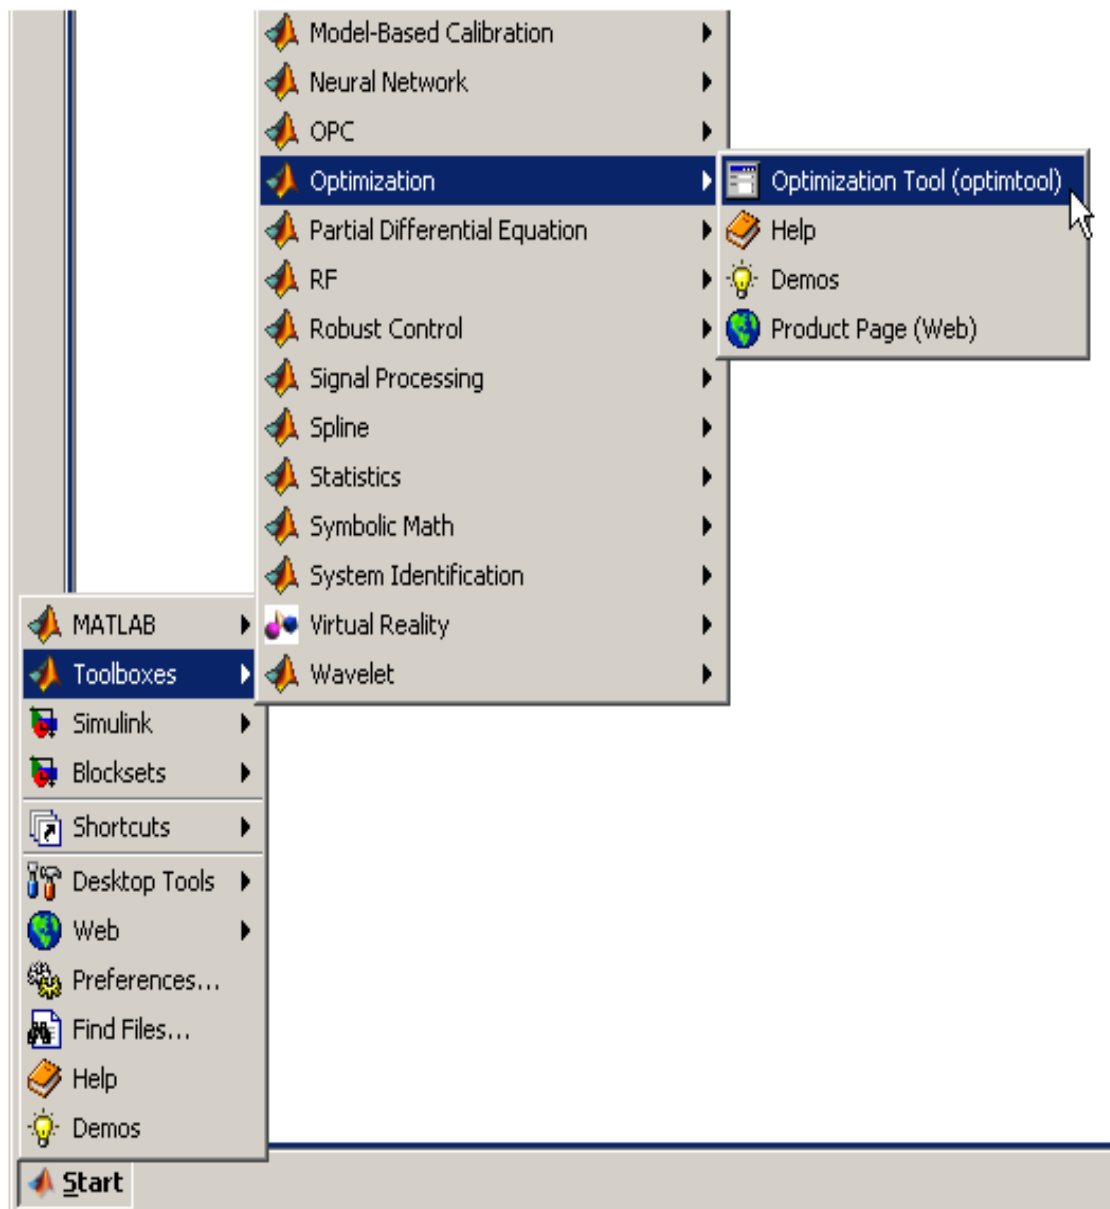 Model-Based Calibration
Neural Network
OPC
Optimization
Partial Differential Equation
RF
Robust Control
Signal Processing
Spline
Statistics
Symbolic Math
System Identification
Virtual Reality
Wavelet
Optimization Tool (optimtool)
Help
Demos
Product Page (Web)
MATLAB
Toolboxes
Simulink
Blocksets
Shortcuts
Desktop Tools
Web
Preferences...
Find Files...
Help
Demos
Start